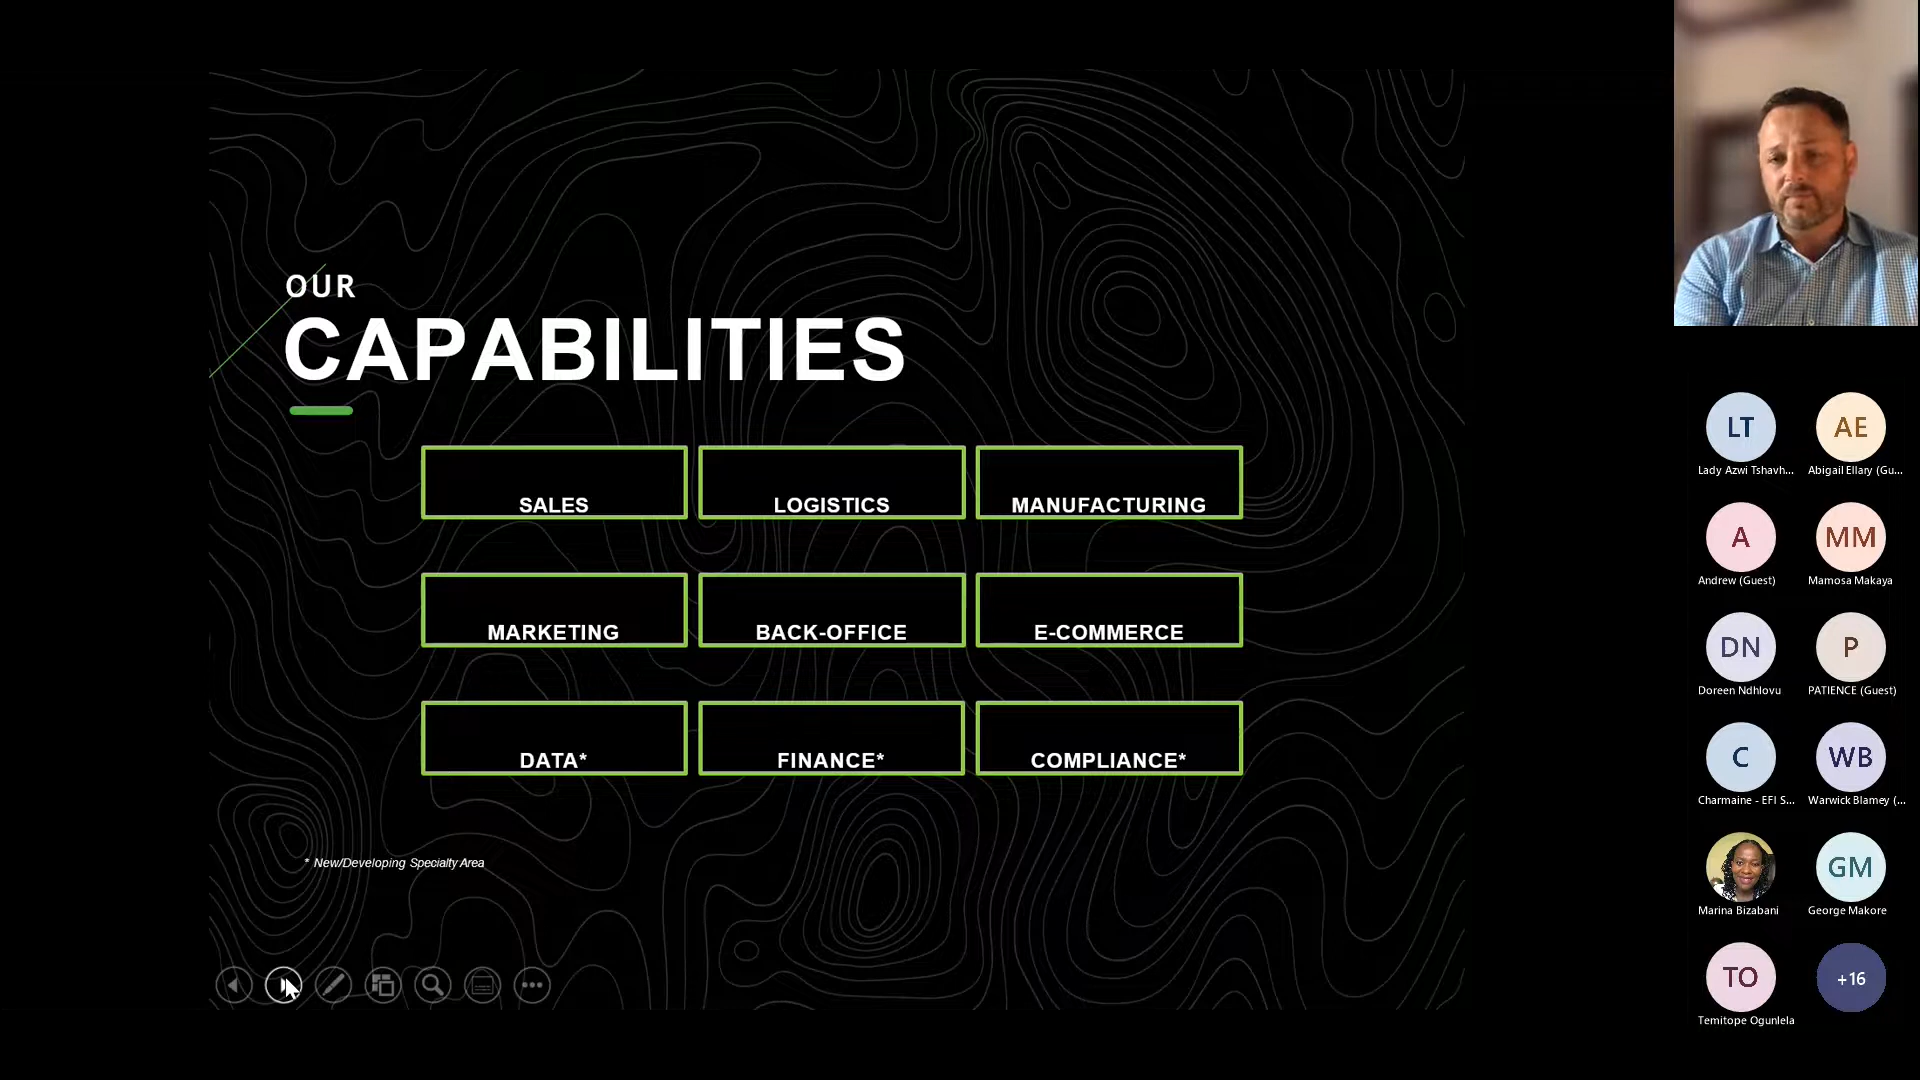 OUR
CAPABILITIES
SALES
LOGISTICS
MANUFACTURING
MARKETING
BACK-OFFICE
E-COMMERCE
DATA*
FINANCE*
COMPLIANCE*
* New/Developing Specialty Area
LT
AE
Lady Azwi Tshavh...
Abigail Ellary (Gu...
A
MM
Andrew (Guest)
Mamosa Makaya
DN
P
Doreen Ndhlovu
PATIENCE (Guest)
C
WB
Charmaine - EFI S...
Warwick Blamey (...
GM
Marina Bizabani
George Makore
TO
+16
Temitope Ogunlela